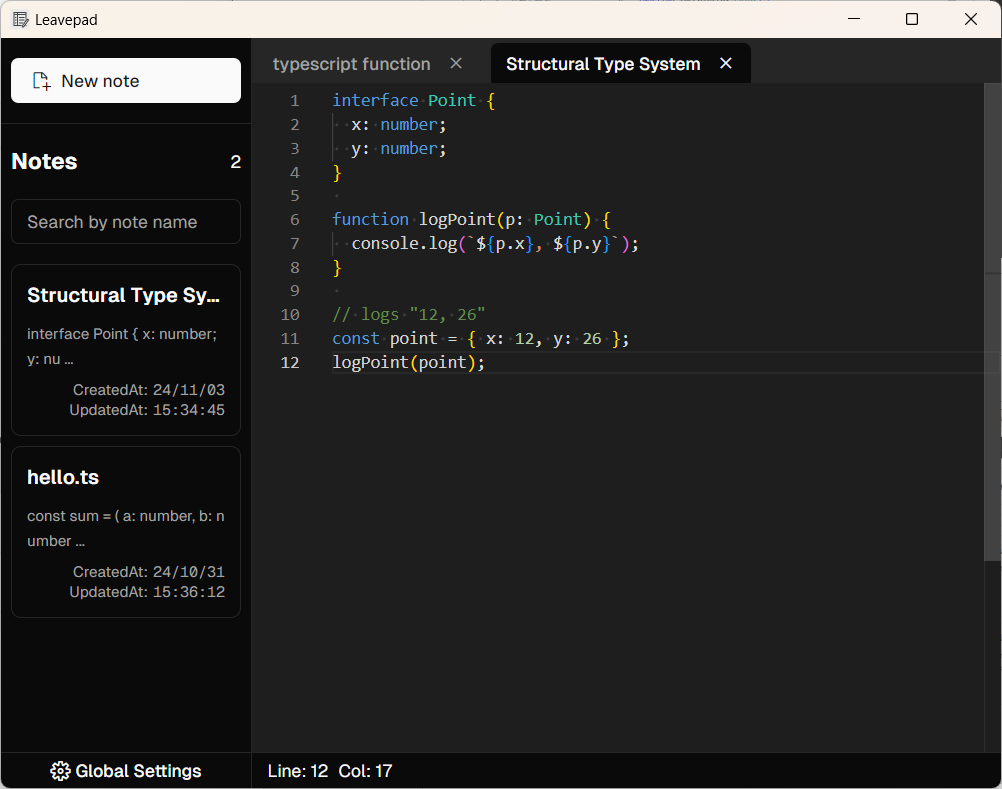 Leavepad
New note
Notes 2
Search by note name
Structural Type Sy...
interface Point { x: number;
y: nu ...
CreatedAt: 24/11/03
UpdatedAt: 15:34:45
hello.ts
const sum = ( a: number, b: n
umber ...
CreatedAt: 24/10/31
UpdatedAt: 15:36:12
Global Settings
typescript function
Structural Type System
1 interface Point {
2   x: number;
3   y: number;
4 }
5
6 function logPoint(p: Point) {
7   console.log(`${p.x}, ${p.y}`);
8 }
9
10 // logs "12, 26"
11 const point = { x: 12, y: 26 };
12 logPoint(point);
Line: 12 Col: 17